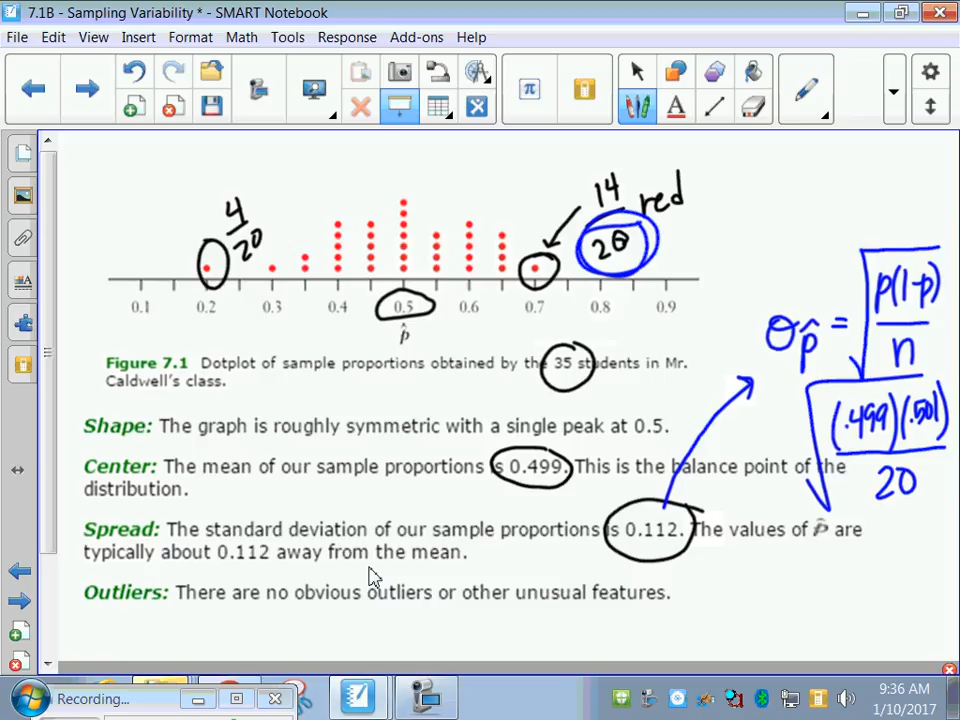 7.1B - Sampling Variability * - SMART Notebook
File Edit View Insert Format Math Tools Response Add-ons Help
π
A
4
20
14
20
red
0.1 0.2 0.3 0.4 0.5 0.6 0.7 0.8 0.9
p̂
Figure 7.1 Dotplot of sample proportions obtained by the 35 students in Mr.
Caldwell's class.
σp̂ = √p(1-p)
n
√(.499)(.501)
20
Shape: The graph is roughly symmetric with a single peak at 0.5.
Center: The mean of our sample proportions is 0.499. This is the balance point of the
distribution.
Spread: The standard deviation of our sample proportions is 0.112. The values of p̂ are
typically about 0.112 away from the mean.
Outliers: There are no obvious outliers or other unusual features.
Recording...
9:36 AM
1/10/2017